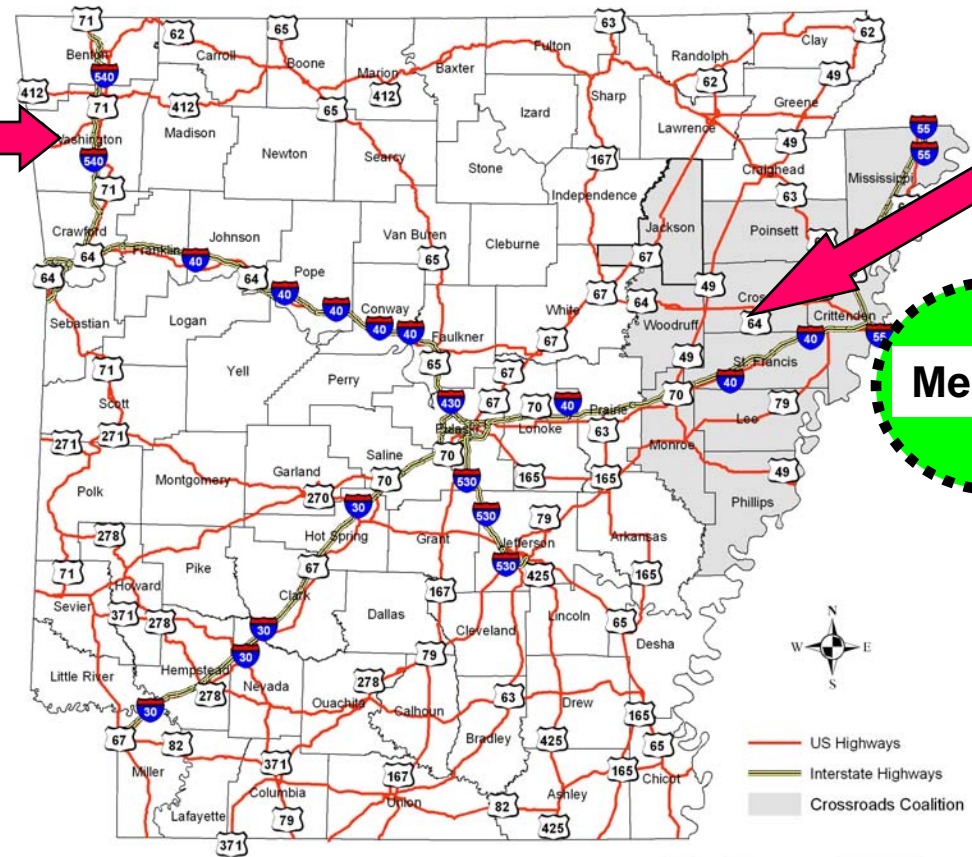 71
62
65
63
62
Benton
Carroll
Boone
Marion
Baxter
Fulton
Randolph
Clay
540
62
49
412
71
412
412
65
Sharp
Greene
Izard
Lawrence
Washington
Madison
55
540
Newton
Searcy
Stone
167
49
55
71
Independence
Craighead
Mississippi
63
Crawford
Johnson
Van Buren
Cleburne
Jackson
Poinsett
64
Franklin
40
65
67
64
64
Pope
49
40
40
Conway
67
64
Sebastian
Logan
40
40
Faulkner
White
Woodruff
64
Crittenden
67
40
55
65
49
St. Francis
Yell
Perry
67
40
71
430
67
70
40
Prairie
70
79
Scott
Pulaski
Lonoke
Lee
Me
271
271
63
Saline
70
Monroe
Montgomery
Garland
70
530
165
165
49
Polk
270
30
Phillips
278
Hot Spring
Grant
530
79
Jefferson
Arkansas
71
Pike
67
530
425
165
Howard
Clark
167
Sevier
371
278
Dallas
Cleveland
Lincoln
65
30
Desha
N
W
E
S
Little River
Hempstead
30
79
278
Nevada
278
63
Ouachita
Calhoun
Drew
30
165
67
82
Bradley
425
65
US Highways
Miller
371
167
165
Chicot
Interstate Highways
Columbia
Union
82
Ashley
Crossroads Coalition
Lafayette
79
425
371